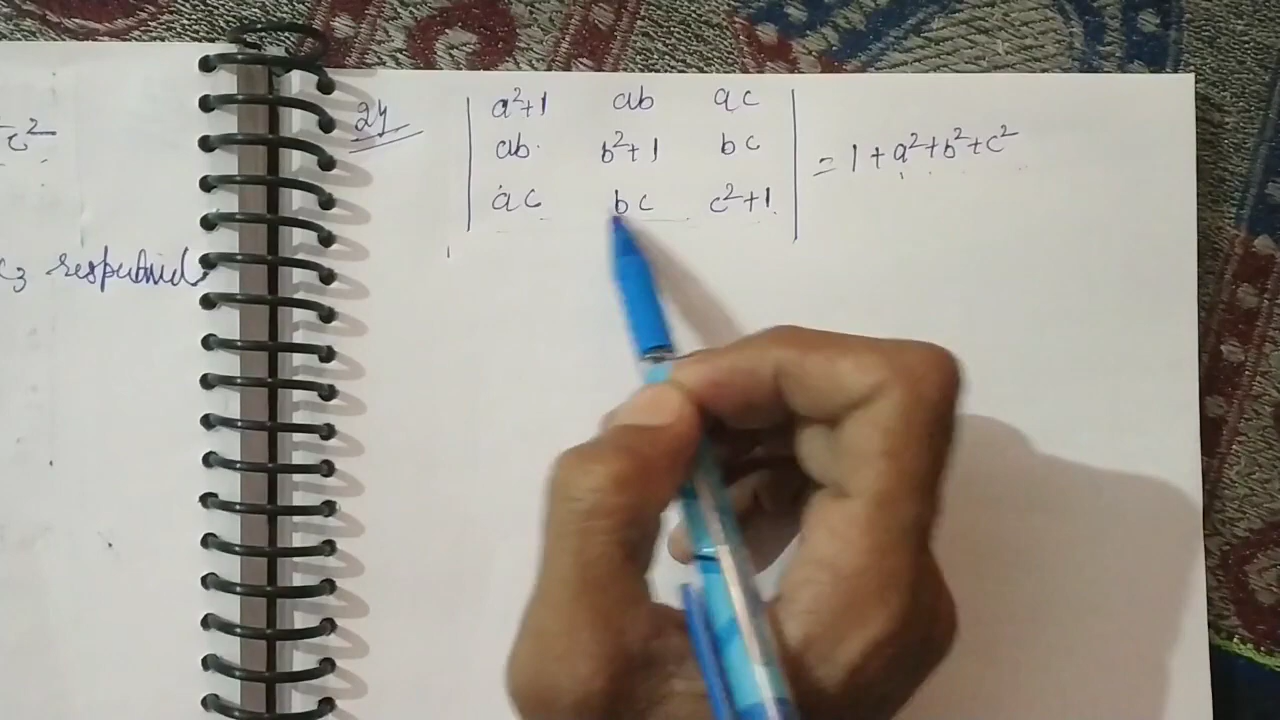 c²
c₃
24
a²+1 ab ac
ab b²+1 bc = 1 + a² + b² + c²
ac bc c²+1